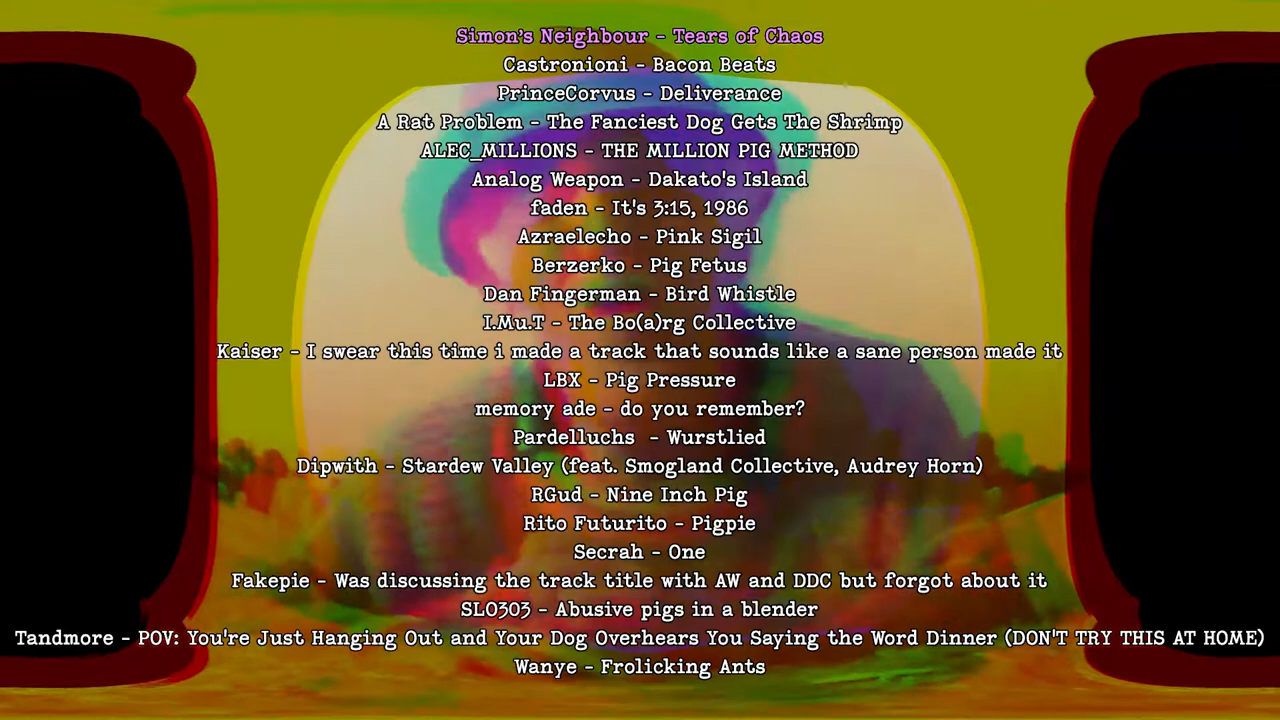 Simon's Neighbour - Tears of Chaos
Castronioni - Bacon Beats
PrinceCorvus - Deliverance
A Rat Problem - The Fanciest Dog Gets The Shrimp
ALEC_MILLIONS - THE MILLION PIG METHOD
Analog Weapon - Dakato's Island
faden - It's 3:15, 1986
Azraelecho - Pink Sigil
Berzerko - Pig Fetus
Dan Fingerman - Bird Whistle
I.Mu.T - The Bo(a)rg Collective
Kaiser - I swear this time i made a track that sounds like a sane person made it
LBX - Pig Pressure
memory ade - do you remember?
Pardelluchs - Wurstlied
Dipwith - Stardew Valley (feat. Smogland Collective, Audrey Horn)
RGud - Nine Inch Pig
Rito Futurito - Pigpie
Secrah - One
Fakepie - Was discussing the track title with AW and DDC but forgot about it
SLO303 - Abusive pigs in a blender
Tandmore - POV: You're Just Hanging Out and Your Dog Overhears You Saying the Word Dinner (DON'T TRY THIS AT HOME)
Wanye - Frolicking Ants